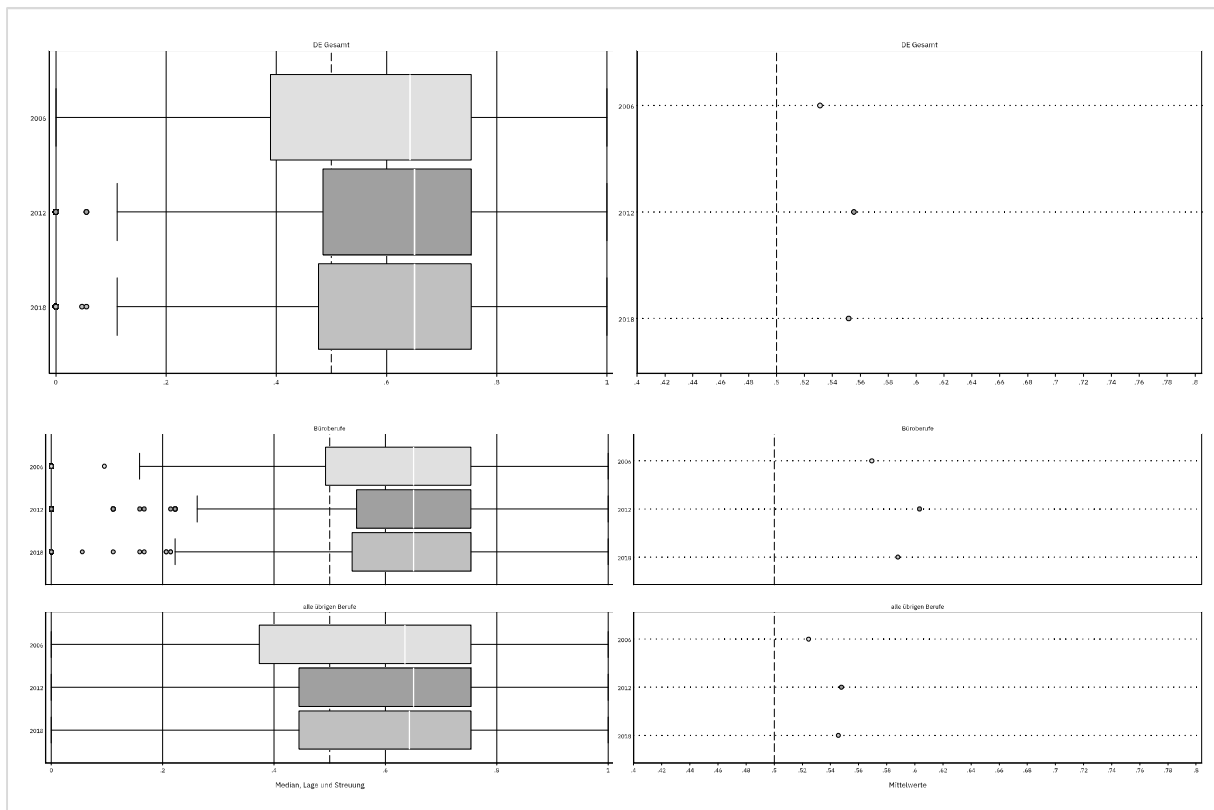 DE Gesamt
2006
2012
2018
0 .2 .4 .6 .8 1
DE Gesamt
2006
2012
2018
.4 .42 .44 .46 .48 .5 .52 .54 .56 .58 .6 .62 .64 .66 .68 .7 .72 .74 .76 .78 .8
Büroberufe
2006
2012
2018
Büroberufe
2006
2012
2018
alle übrigen Berufe
2006
2012
2018
0 .2 .4 .6 .8 1
Median, Lage und Streuung
alle übrigen Berufe
2006
2012
2018
.4 .42 .44 .46 .48 .5 .52 .54 .56 .58 .6 .62 .64 .66 .68 .7 .72 .74 .76 .78 .8
Mittelwerte